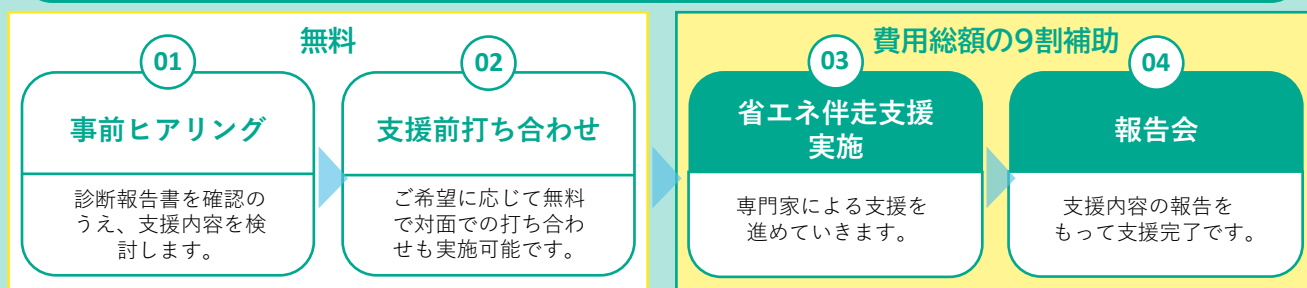 無料
01
事前ヒアリング
診断報告書を確認の
うえ、支援内容を検
討します。
02
支援前打ち合わせ
ご希望に応じて無料
で対面での打ち合わ
せも実施可能です。
費用総額の9割補助
03
省エネ伴走支援
実施
専門家による支援を
進めていきます。
04
報告会
支援内容の報告を
もって支援完了です。